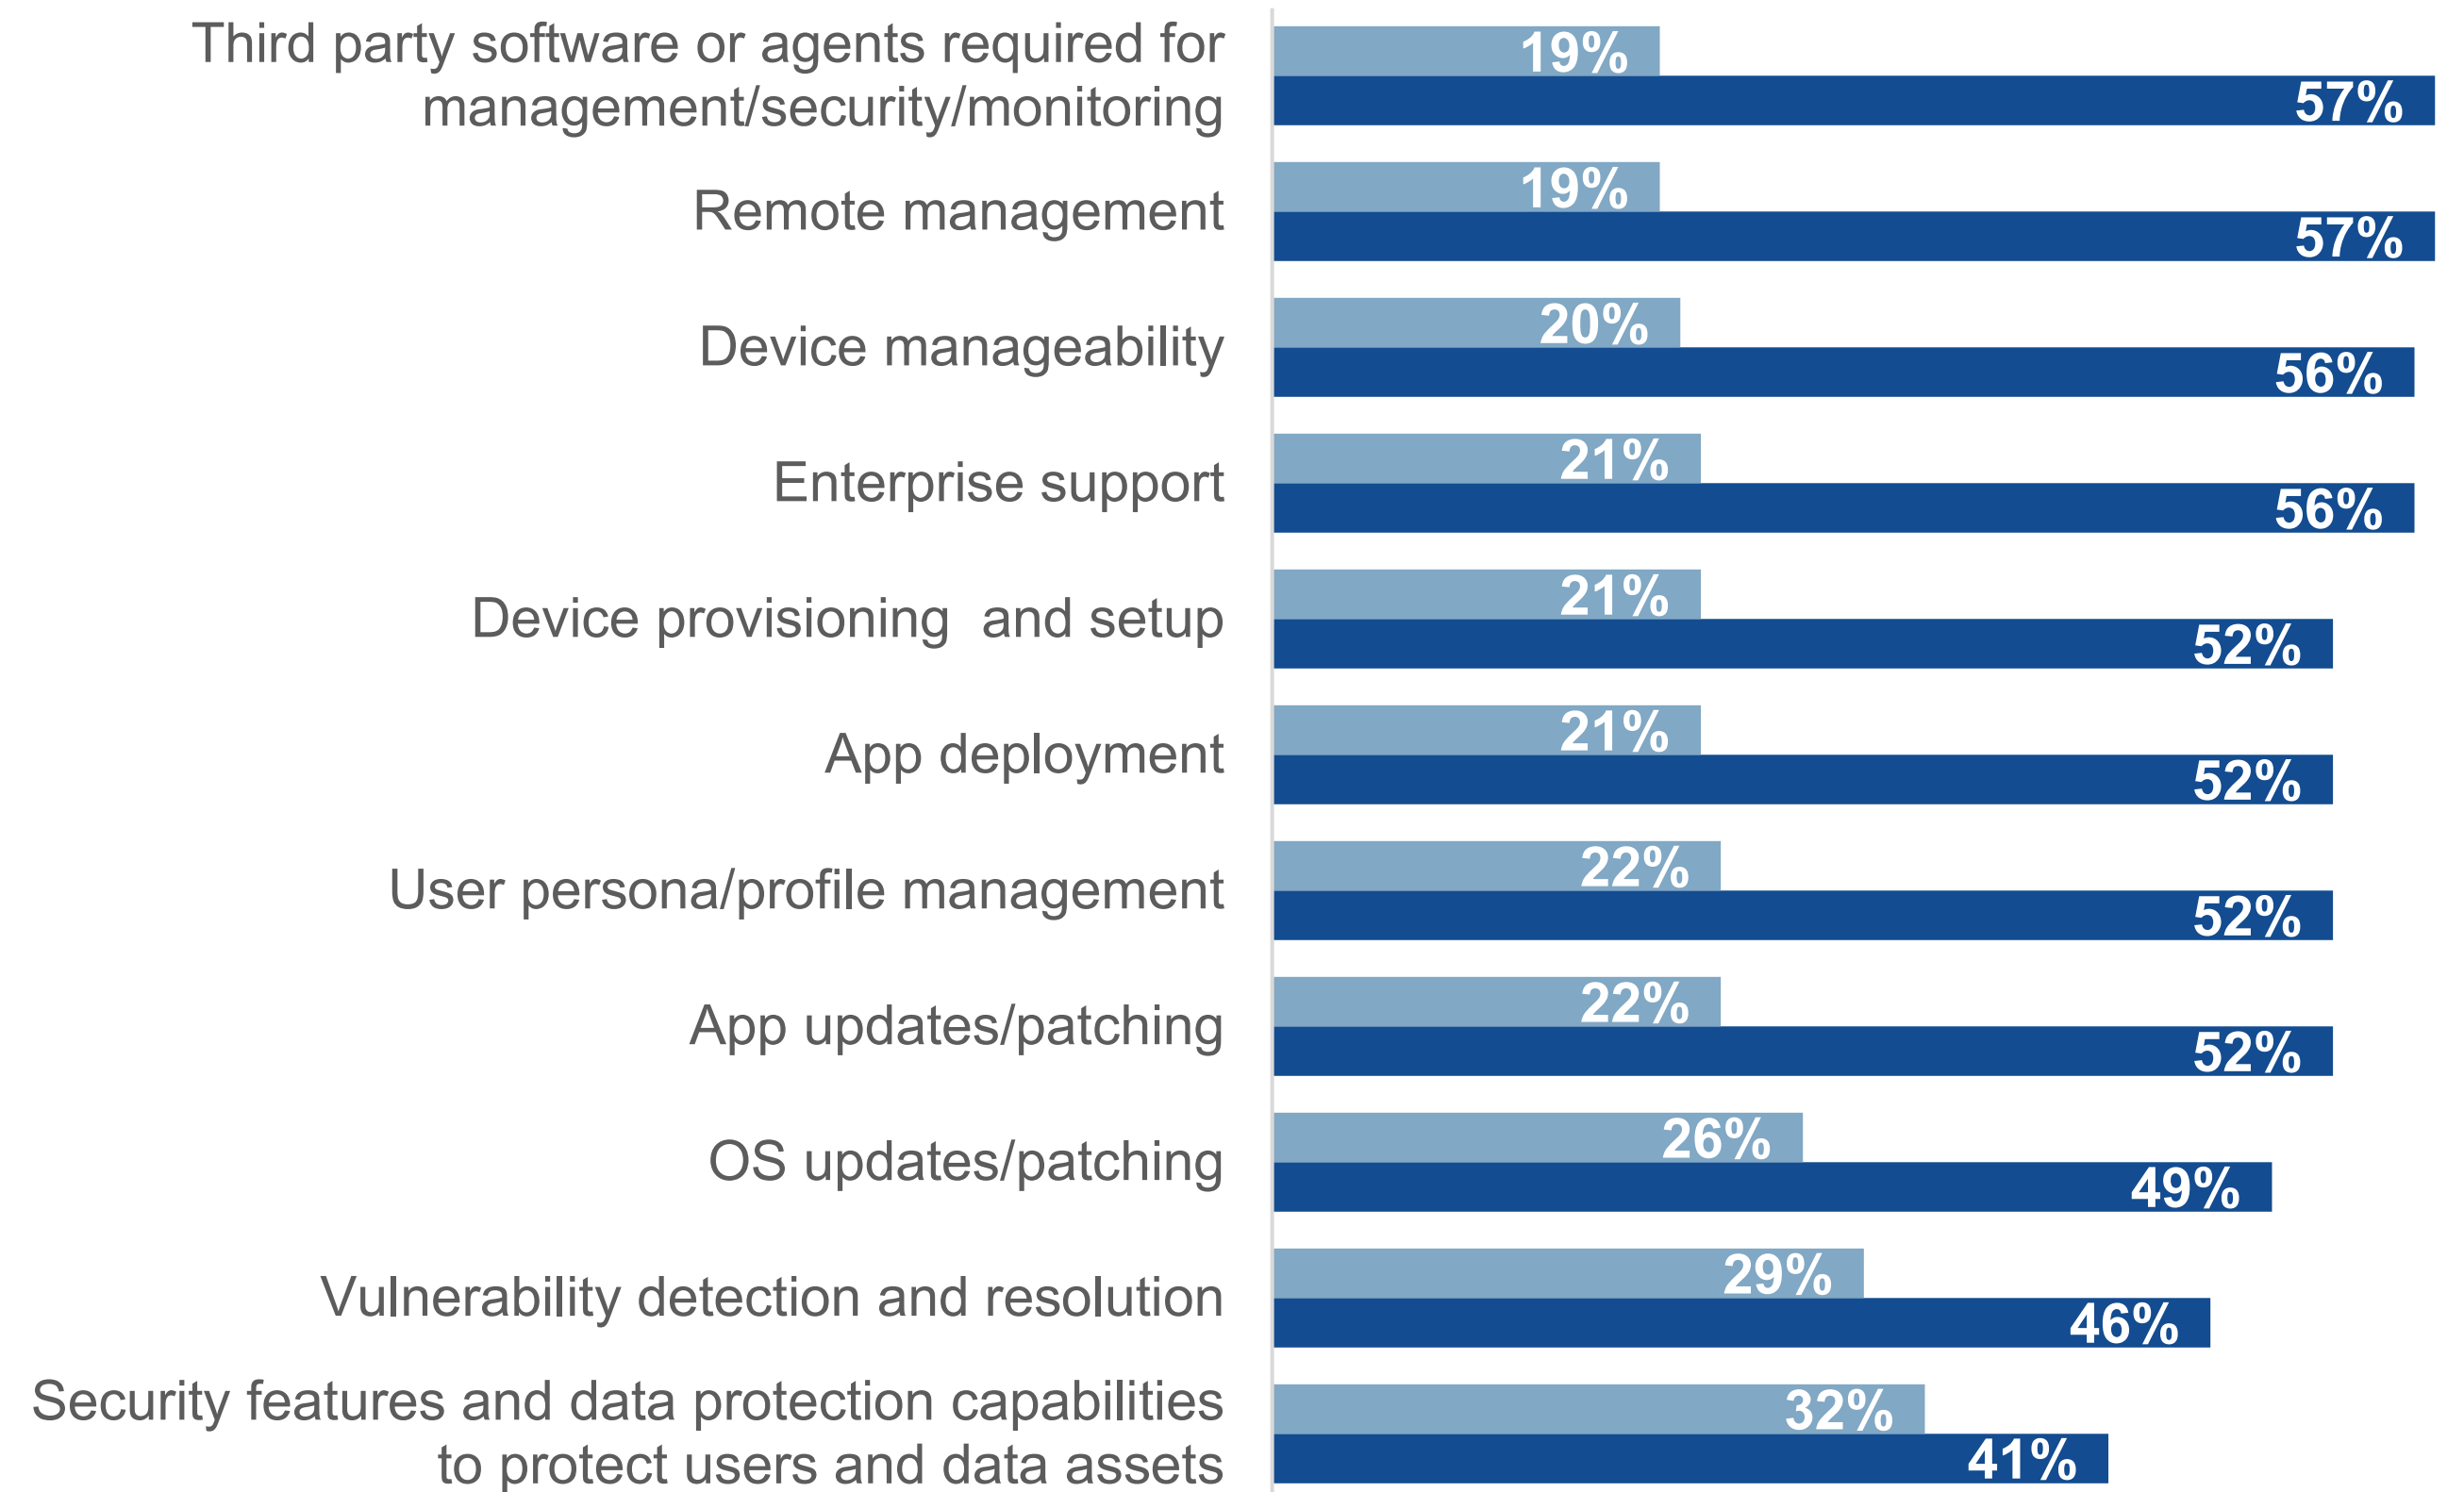 Third party software or agents required for
management/security/monitoring
19%
57%
Remote management
19%
57%
Device manageability
20%
56%
Enterprise support
21%
56%
Device provisioning  and setup
21%
52%
App deployment
21%
52%
User persona/profile management
22%
52%
App updates/patching
22%
52%
OS updates/patching
26%
49%
Vulnerability detection and resolution
29%
46%
Security features and data protection capabilities
to protect users and data assets
32%
41%